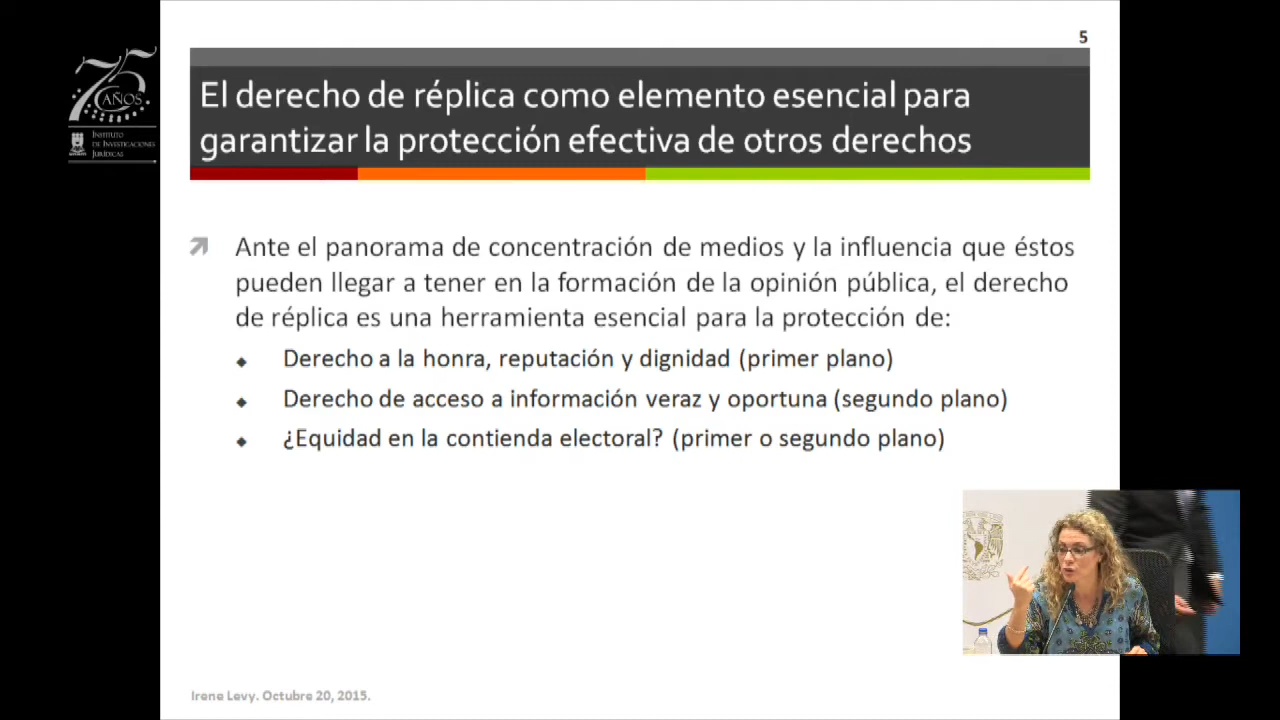 5
75
AÑOS
INSTITUTO
DE INVESTIGACIONES
JURÍDICAS
El derecho de réplica como elemento esencial para
garantizar la protección efectiva de otros derechos
Ante el panorama de concentración de medios y la influencia que éstos
pueden llegar a tener en la formación de la opinión pública, el derecho
de réplica es una herramienta esencial para la protección de:
Derecho a la honra, reputación y dignidad (primer plano)
Derecho de acceso a información veraz y oportuna (segundo plano)
¿Equidad en la contienda electoral? (primer o segundo plano)
Irene Levy. Octubre 20, 2015.